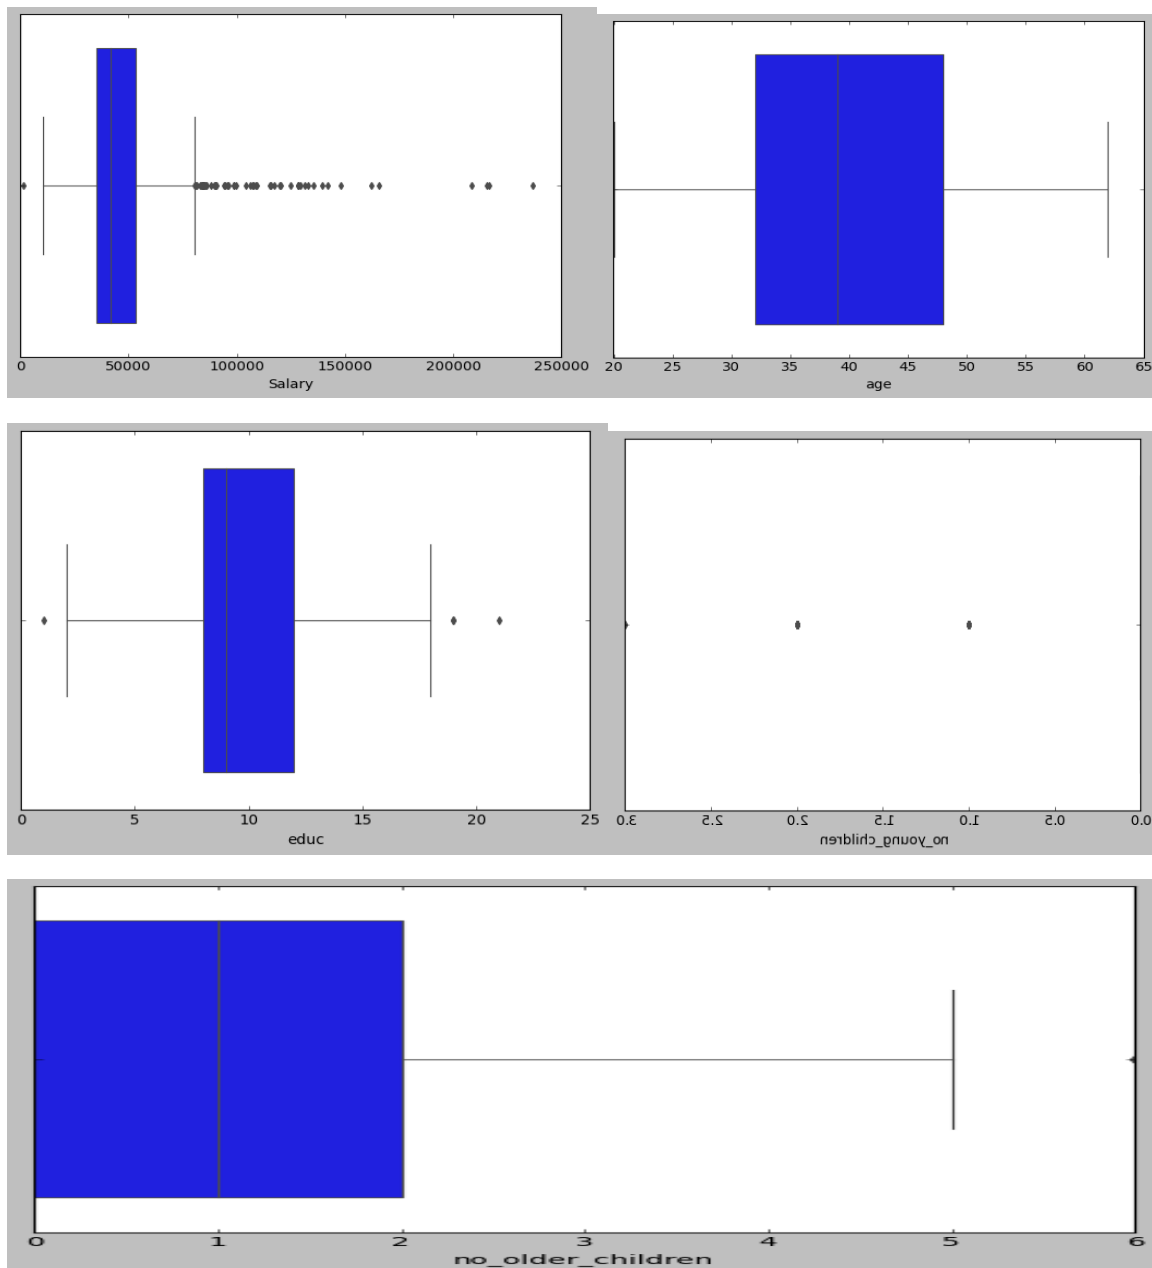 0 50000 100000 150000 200000 250000
Salary
20 25 30 35 40 45 50 55 60 65
age
0 5 10 15 20 25
educ
3.0 2.5 2.0 1.5 1.0 0.5 0.0
no_young_children
0 1 2 3 4 5 6
no_older_children